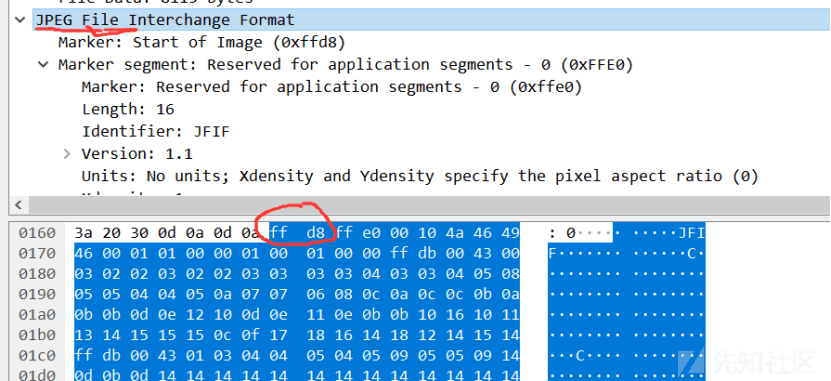 JPEG File Interchange Format
Marker: Start of Image (0xffd8)
Marker segment: Reserved for application segments - 0 (0xFFE0)
Marker: Reserved for application segments - 0 (0xffe0)
Length: 16
Identifier: JFIF
Version: 1.1
Units: No units; Xdensity and Ydensity specify the pixel aspect ratio (0)
0160 3a 20 30 0d 0a 0d 0a ff d8 ff e0 00 10 4a 46 49 : 0····· ·····JFI
0170 46 00 01 01 00 00 01 00 01 00 00 ff db 00 43 00 F······· ······C·
0180 03 02 02 03 02 02 03 03 03 03 04 03 03 04 05 08 ········ ········
0190 05 05 04 04 05 0a 07 07 06 08 0c 0a 0c 0c 0b 0a ········ ········
01a0 0b 0b 0d 0e 12 10 0d 0e 11 0e 0b 0b 10 16 10 11 ········ ········
01b0 13 14 15 15 15 0c 0f 17 18 16 14 18 12 14 15 14 ········ ········
01c0 ff db 00 43 01 03 04 04 05 04 05 09 05 05 09 14 ···C···· ········
01d0 0d 0b 0d 14 14 14 14 14 14 14 14 14 14 14 14 14
先知社区